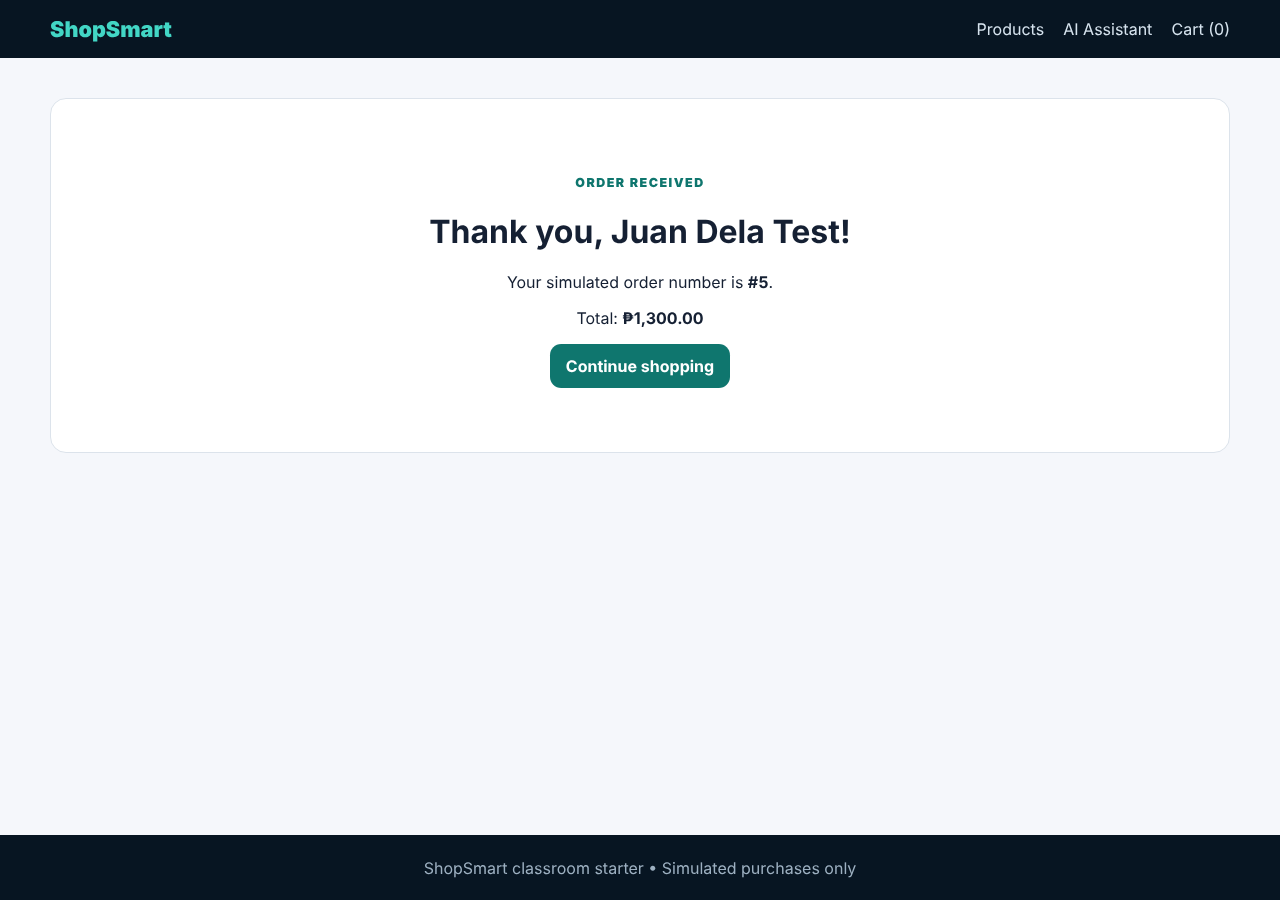 ShopSmart
Products AI Assistant Cart (0)
ORDER RECEIVED
Thank you, Juan Dela Test!
Your simulated order number is #5.
Total: ₱1,300.00
Continue shopping
ShopSmart classroom starter • Simulated purchases only